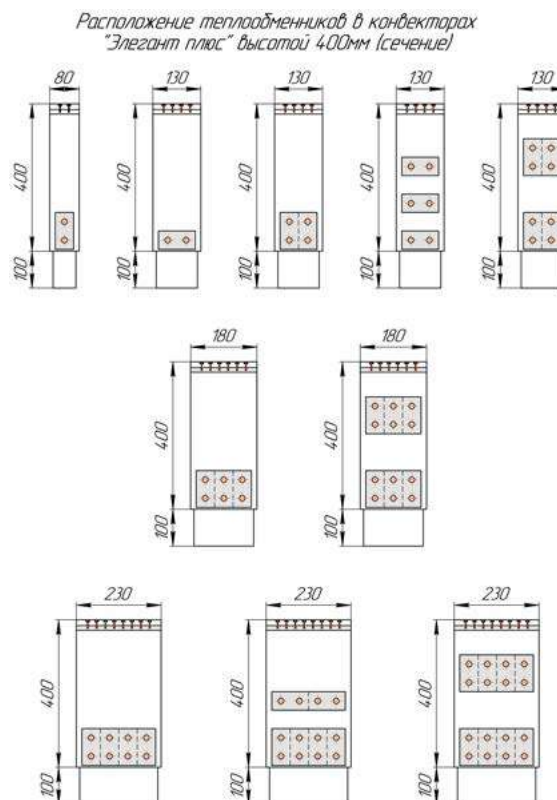 Расположение теплообменников в конвекторах
"Элегант плюс" высотой 400мм (сечение)
80 130 130 130 130
400 400 400 400 400
100 100 100 100 100
180 180
400 400
100 100
230 230 230
400 400 400
100 100 100